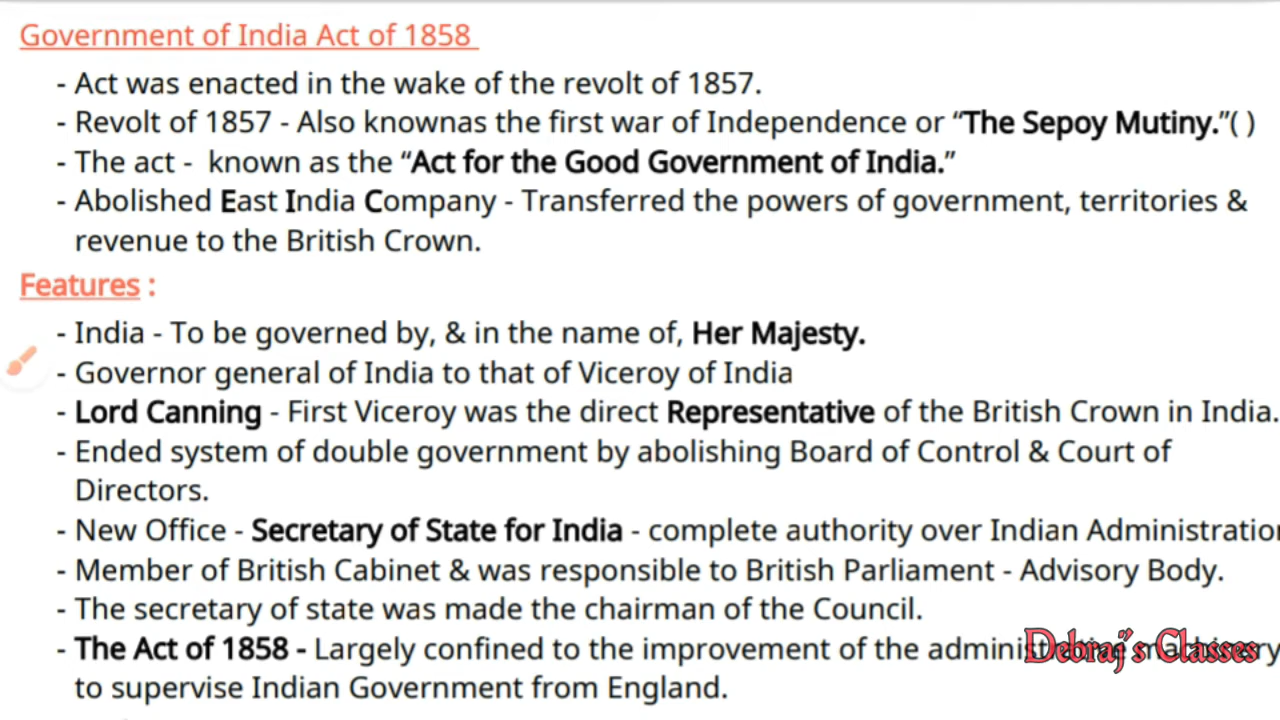 Government of India Act of 1858
- Act was enacted in the wake of the revolt of 1857.
- Revolt of 1857 - Also knownas the first war of Independence or “The Sepoy Mutiny.”( )
- The act - known as the “Act for the Good Government of India.”
- Abolished East India Company - Transferred the powers of government, territories &
revenue to the British Crown.
Features :
- India - To be governed by, & in the name of, Her Majesty.
- Governor general of India to that of Viceroy of India
- Lord Canning - First Viceroy was the direct Representative of the British Crown in India.
- Ended system of double government by abolishing Board of Control & Court of
Directors.
- New Office - Secretary of State for India - complete authority over Indian Administratio
- Member of British Cabinet & was responsible to British Parliament - Advisory Body.
- The secretary of state was made the chairman of the Council.
- The Act of 1858 - Largely confined to the improvement of the
to supervise Indian Government from England.
Debraj's Classes